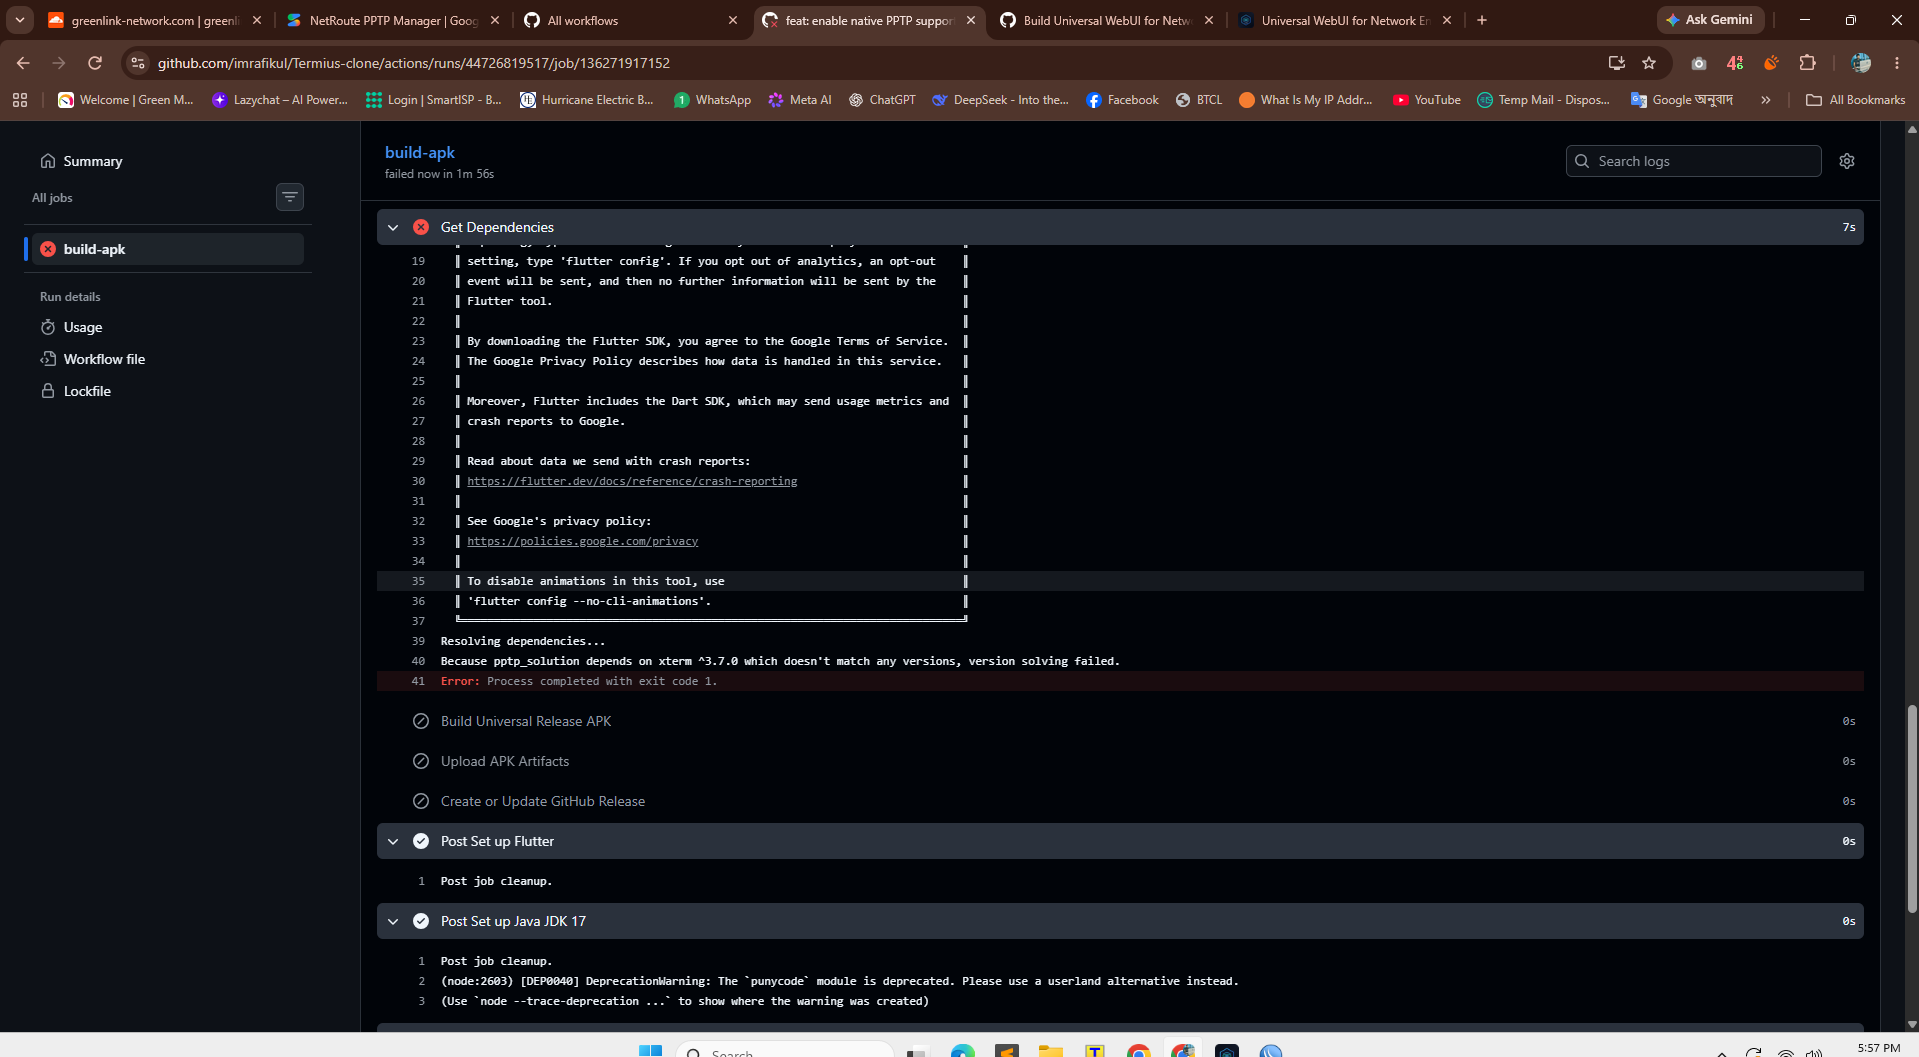 greenlink-network.com | greenli
NetRoute PPTP Manager | Goog
All workflows
feat: enable native PPTP suppor
Build Universal WebUI for Netw
Universal WebUI for Network En
Ask Gemini
github.com/imrafikul/Termius-clone/actions/runs/44726819517/job/136271917152
Welcome | Green M...
Lazychat – AI Power...
Login | SmartISP - B...
Hurricane Electric B...
WhatsApp
Meta AI
ChatGPT
DeepSeek - Into the...
Facebook
BTCL
What Is My IP Addr...
YouTube
Temp Mail - Dispos...
Google অনুবাদ
All Bookmarks
Summary
All jobs
build-apk
Run details
Usage
Workflow file
Lockfile
build-apk
failed now in 1m 56s
Search logs
Get Dependencies
7s
19 setting, type 'flutter config'. If you opt out of analytics, an opt-out
20 event will be sent, and then no further information will be sent by the
21 Flutter tool.
22
23 By downloading the Flutter SDK, you agree to the Google Terms of Service.
24 The Google Privacy Policy describes how data is handled in this service.
25
26 Moreover, Flutter includes the Dart SDK, which may send usage metrics and
27 crash reports to Google.
28
29 Read about data we send with crash reports:
30 https://flutter.dev/docs/reference/crash-reporting
31
32 See Google's privacy policy:
33 https://policies.google.com/privacy
34
35 To disable animations in this tool, use
36 'flutter config --no-cli-animations'.
37
39 Resolving dependencies...
40 Because pptp_solution depends on xterm ^3.7.0 which doesn't match any versions, version solving failed.
41 Error: Process completed with exit code 1.
Build Universal Release APK
0s
Upload APK Artifacts
0s
Create or Update GitHub Release
0s
Post Set up Flutter
0s
1 Post job cleanup.
Post Set up Java JDK 17
0s
1 Post job cleanup.
2 (node:2603) [DEP0040] DeprecationWarning: The `punycode` module is deprecated. Please use a userland alternative instead.
3 (Use `node --trace-deprecation ...` to show where the warning was created)
Search
5:57 PM